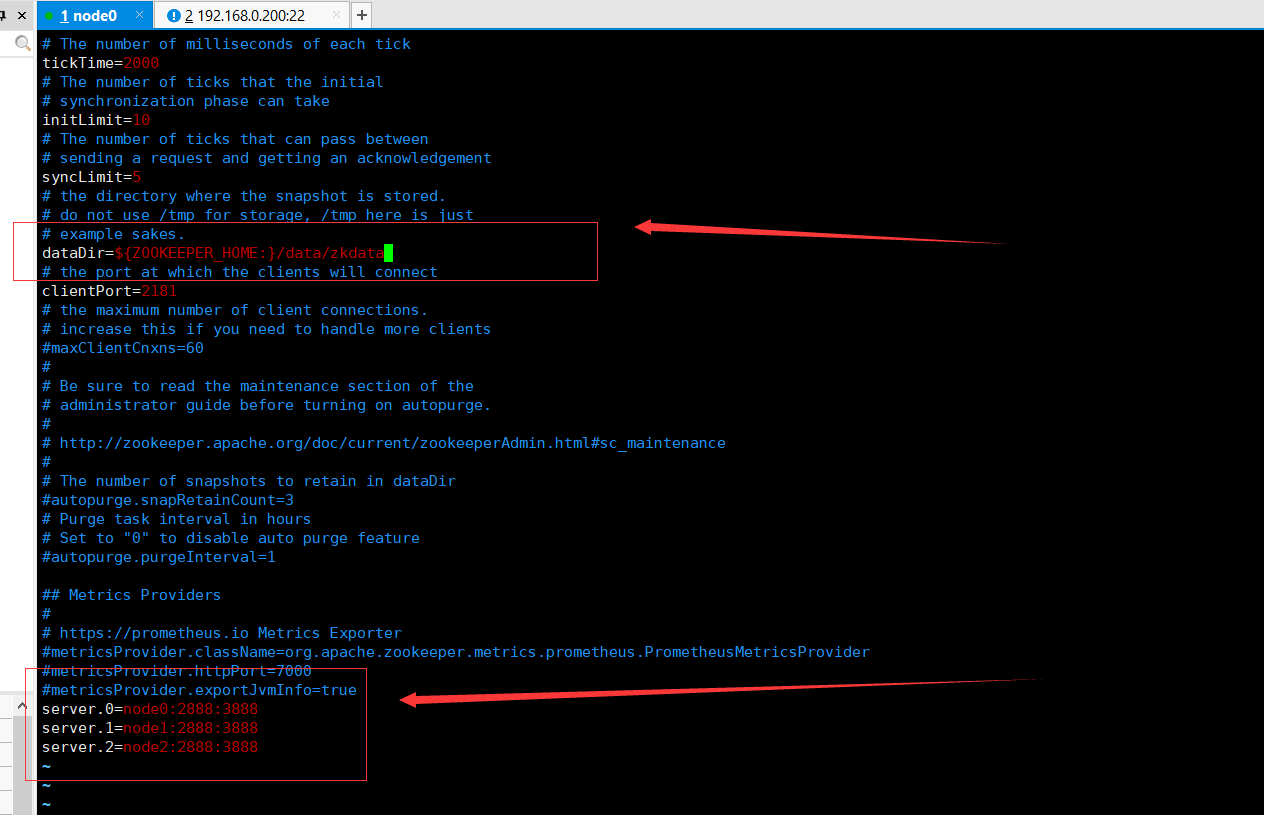 1 node0
2 192.168.0.200:22
# The number of milliseconds of each tick
tickTime=2000
# The number of ticks that the initial
# synchronization phase can take
initLimit=10
# The number of ticks that can pass between
# sending a request and getting an acknowledgement
syncLimit=5
# the directory where the snapshot is stored.
# do not use /tmp for storage, /tmp here is just
# example sakes.
dataDir=${ZOOKEEPER_HOME:}/data/zkdata
# the port at which the clients will connect
clientPort=2181
# the maximum number of client connections.
# increase this if you need to handle more clients
#maxClientCnxns=60
#
# Be sure to read the maintenance section of the
# administrator guide before turning on autopurge.
#
# http://zookeeper.apache.org/doc/current/zookeeperAdmin.html#sc_maintenance
#
# The number of snapshots to retain in dataDir
#autopurge.snapRetainCount=3
# Purge task interval in hours
# Set to "0" to disable auto purge feature
#autopurge.purgeInterval=1
## Metrics Providers
#
# https://prometheus.io Metrics Exporter
#metricsProvider.className=org.apache.zookeeper.metrics.prometheus.PrometheusMetricsProvider
#metricsProvider.httpPort=7000
#metricsProvider.exportJvmInfo=true
server.0=node0:2888:3888
server.1=node1:2888:3888
server.2=node2:2888:3888
~
~
~